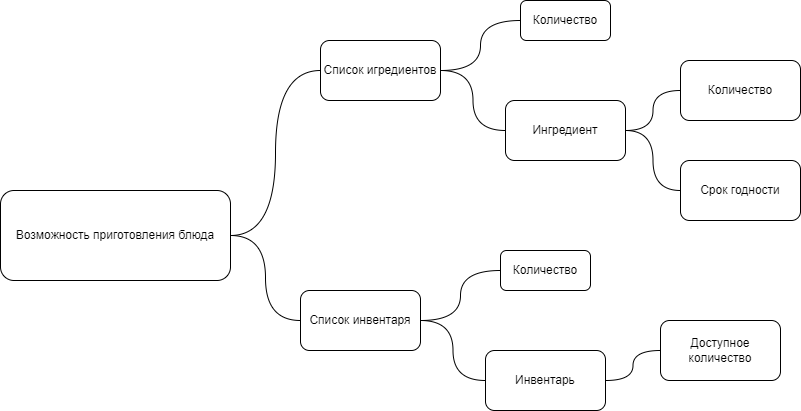 Количество
Список игредиентов
Количество
Ингредиент
Срок годности
Возможность приготовления блюда
Количество
Список инвентаря
Доступное
количество
Инвентарь